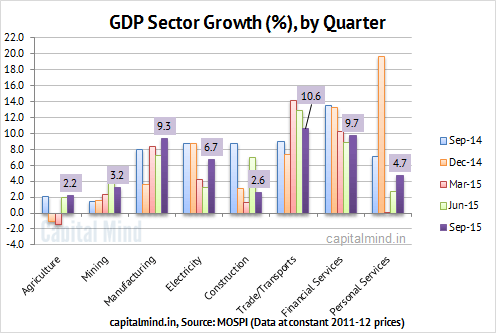 GDP Sector Growth (%), by Quarter
22.0
20.0
18.0
16.0
14.0
12.0
10.0
8.0
6.0
4.0
2.0
0.0
-2.0
-4.0
2.2
3.2
9.3
6.7
2.6
10.6
9.7
4.7
Sep-14
Dec-14
Mar-15
Jun-15
Sep-15
Capital Mind
capitalmind.in
Agriculture
Mining
Manufacturing
Electricity
Construction
Trade/Transports
Financial Services
Personal Services
capitalmind.in, Source: MOSPI (Data at constant 2011-12 prices)